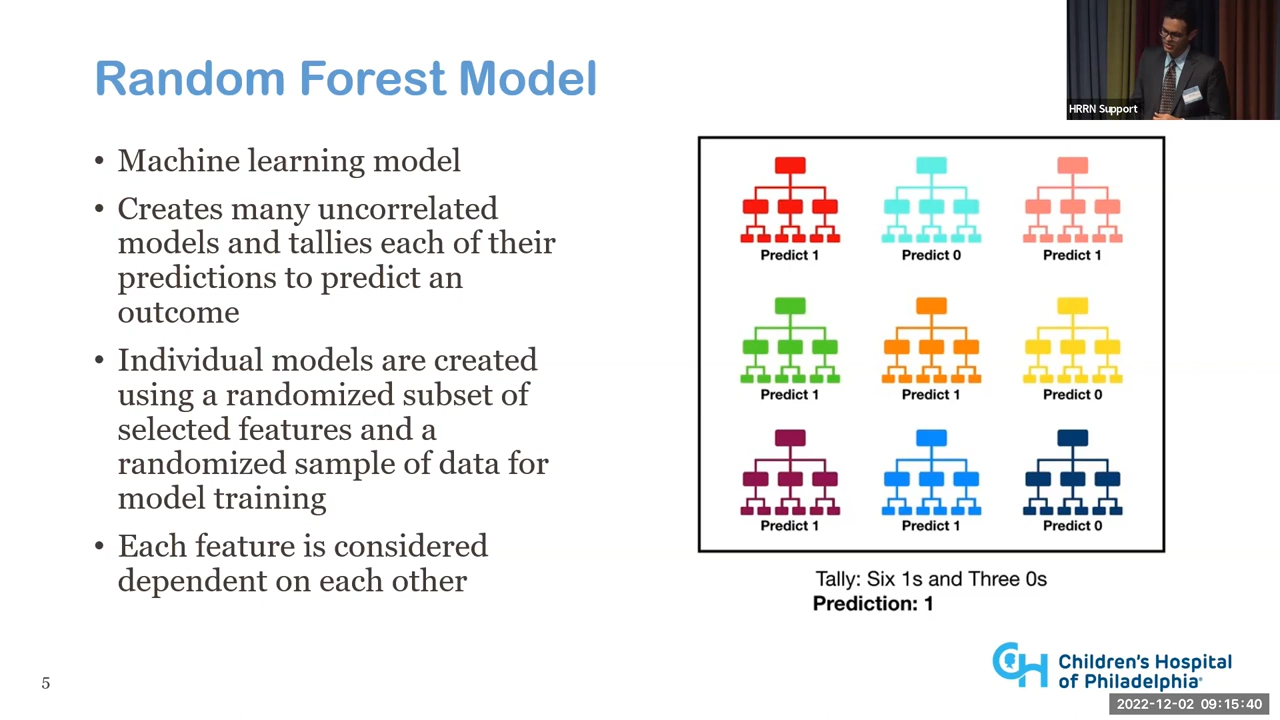 Random Forest Model
HRRN Support
• Machine learning model
• Creates many uncorrelated
models and tallies each of their
predictions to predict an
outcome
• Individual models are created
using a randomized subset of
selected features and a
randomized sample of data for
model training
• Each feature is considered
dependent on each other
Predict 1
Predict 0
Predict 1
Predict 1
Predict 1
Predict 0
Predict 1
Predict 1
Predict 0
Tally: Six 1s and Three 0s
Prediction: 1
5
CH Children's Hospital
of Philadelphia
2022-12-02 09:15:40